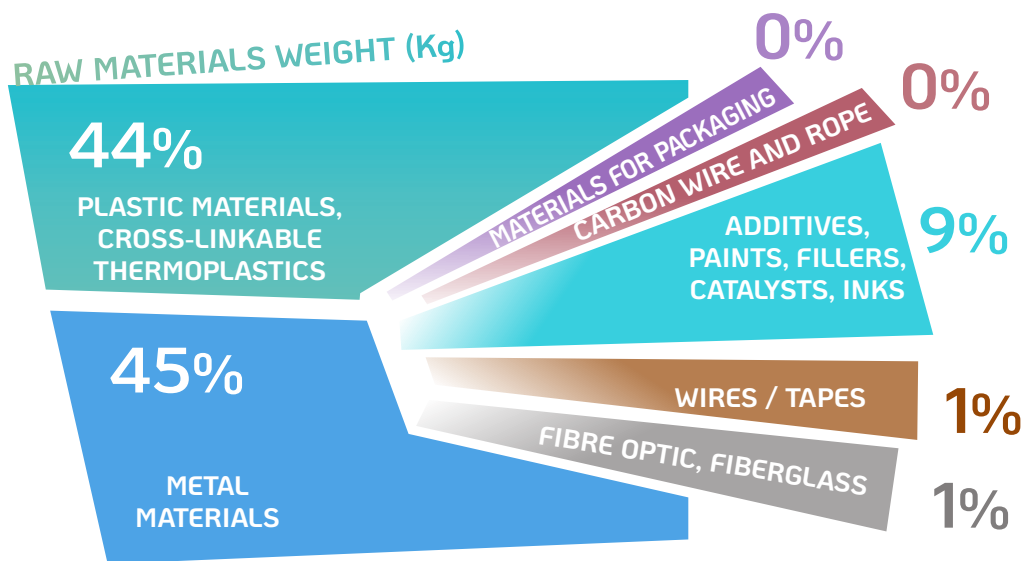 RAW MATERIALS WEIGHT (Kg)
44%
PLASTIC MATERIALS,
CROSS-LINKABLE
THERMOPLASTICS
45%
METAL
MATERIALS
MATERIALS FOR PACKAGING
0%
CARBON WIRE AND ROPE
0%
ADDITIVES,
PAINTS, FILLERS,
CATALYSTS, INKS
9%
WIRES / TAPES
1%
FIBRE OPTIC, FIBERGLASS
1%